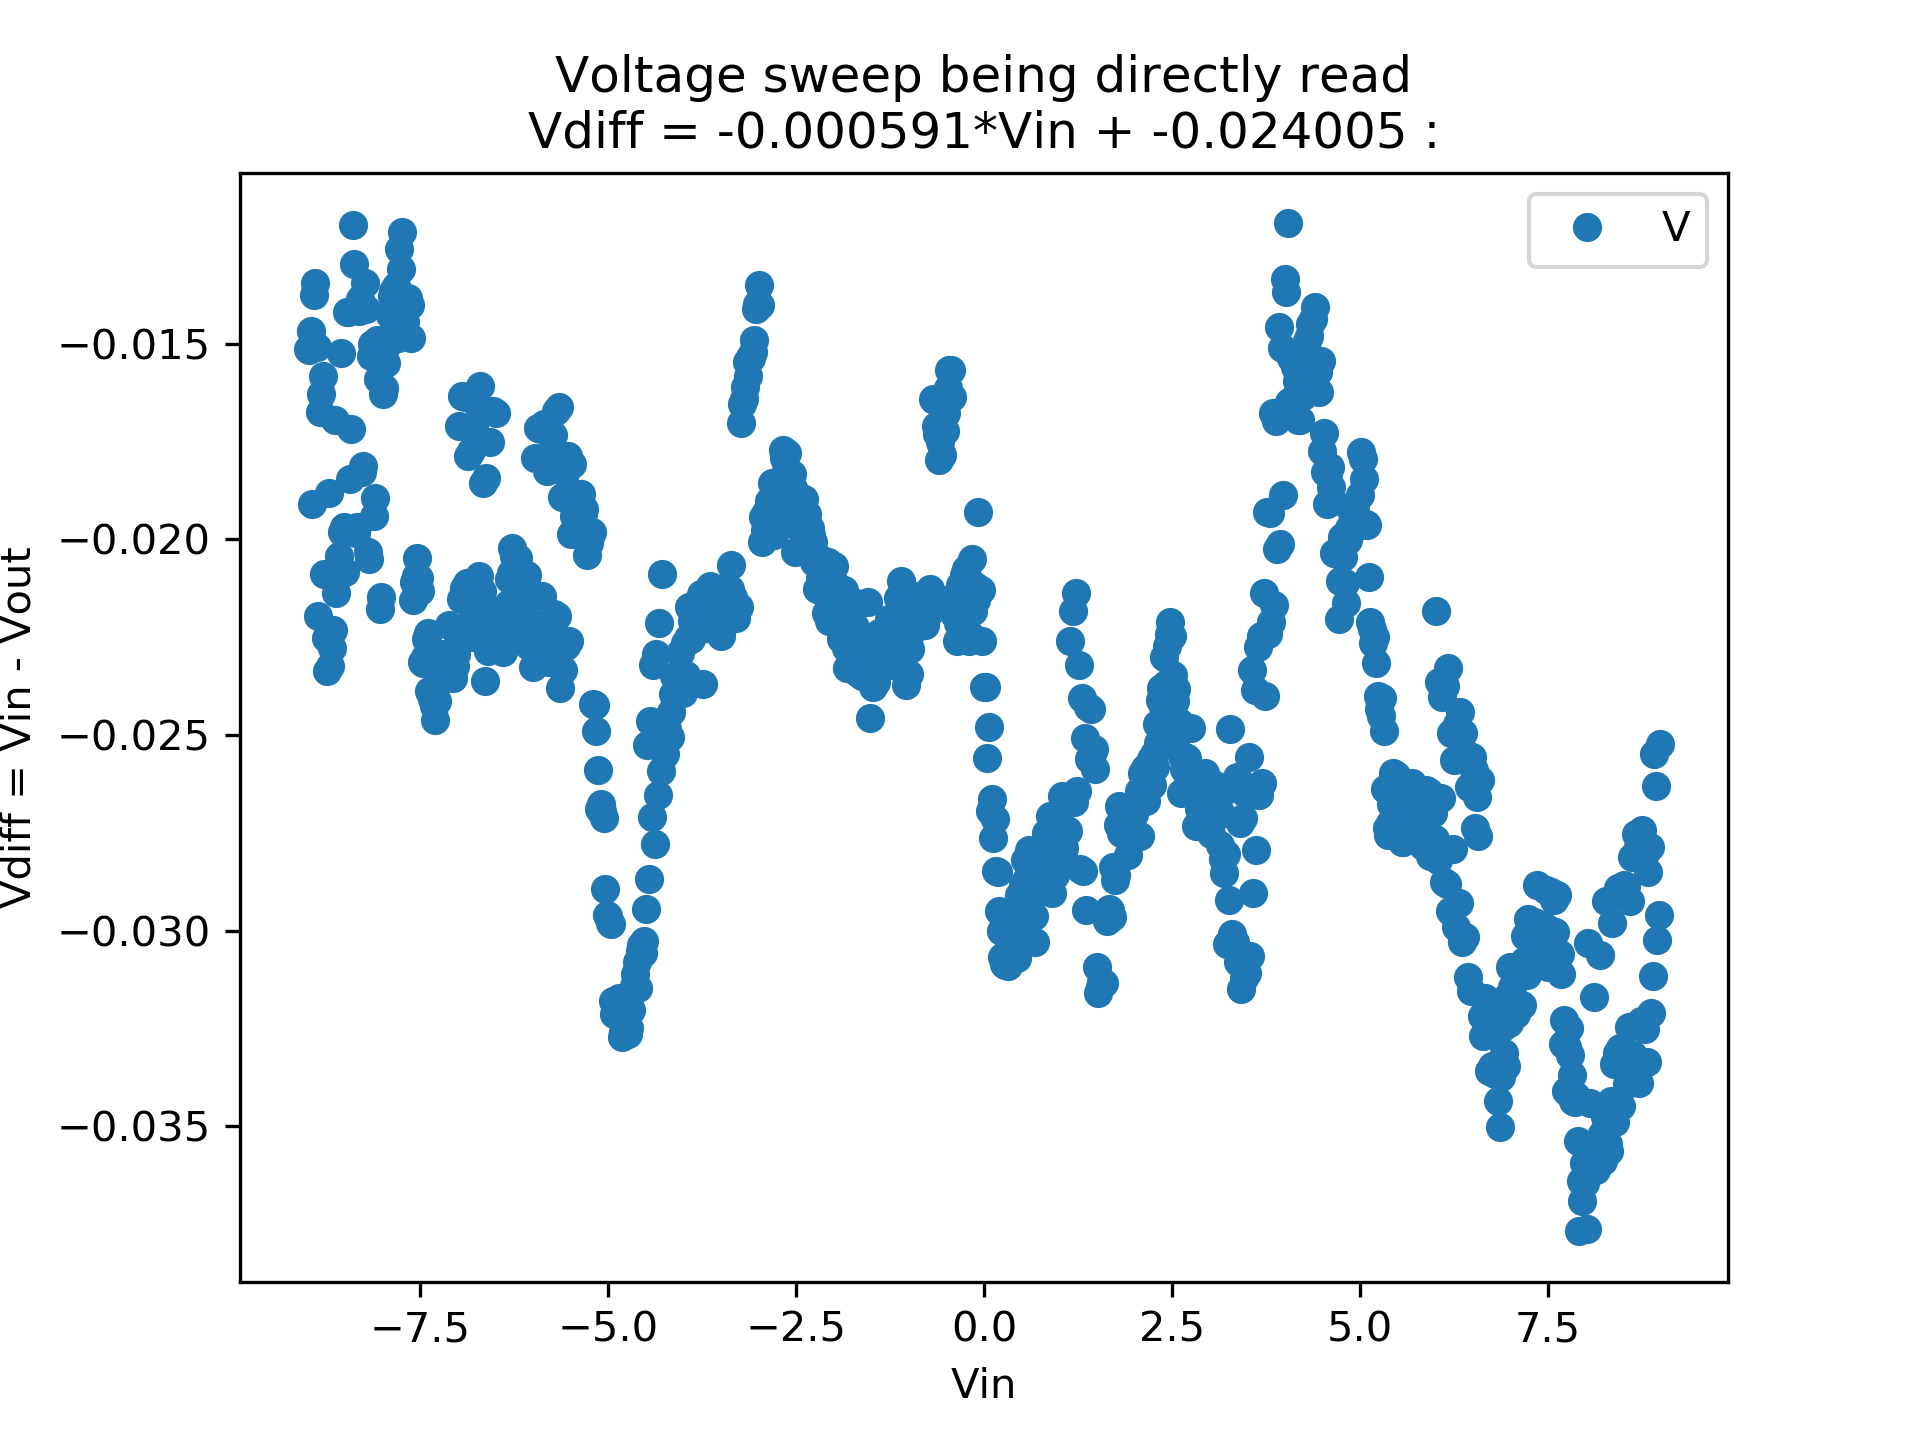 Voltage sweep being directly read
Vdiff = -0.000591*Vin + -0.024005 :
V
−0.015
−0.020
−0.025
−0.030
−0.035
Vdiff = Vin - Vout
−7.5
−5.0
−2.5
0.0
2.5
5.0
7.5
Vin